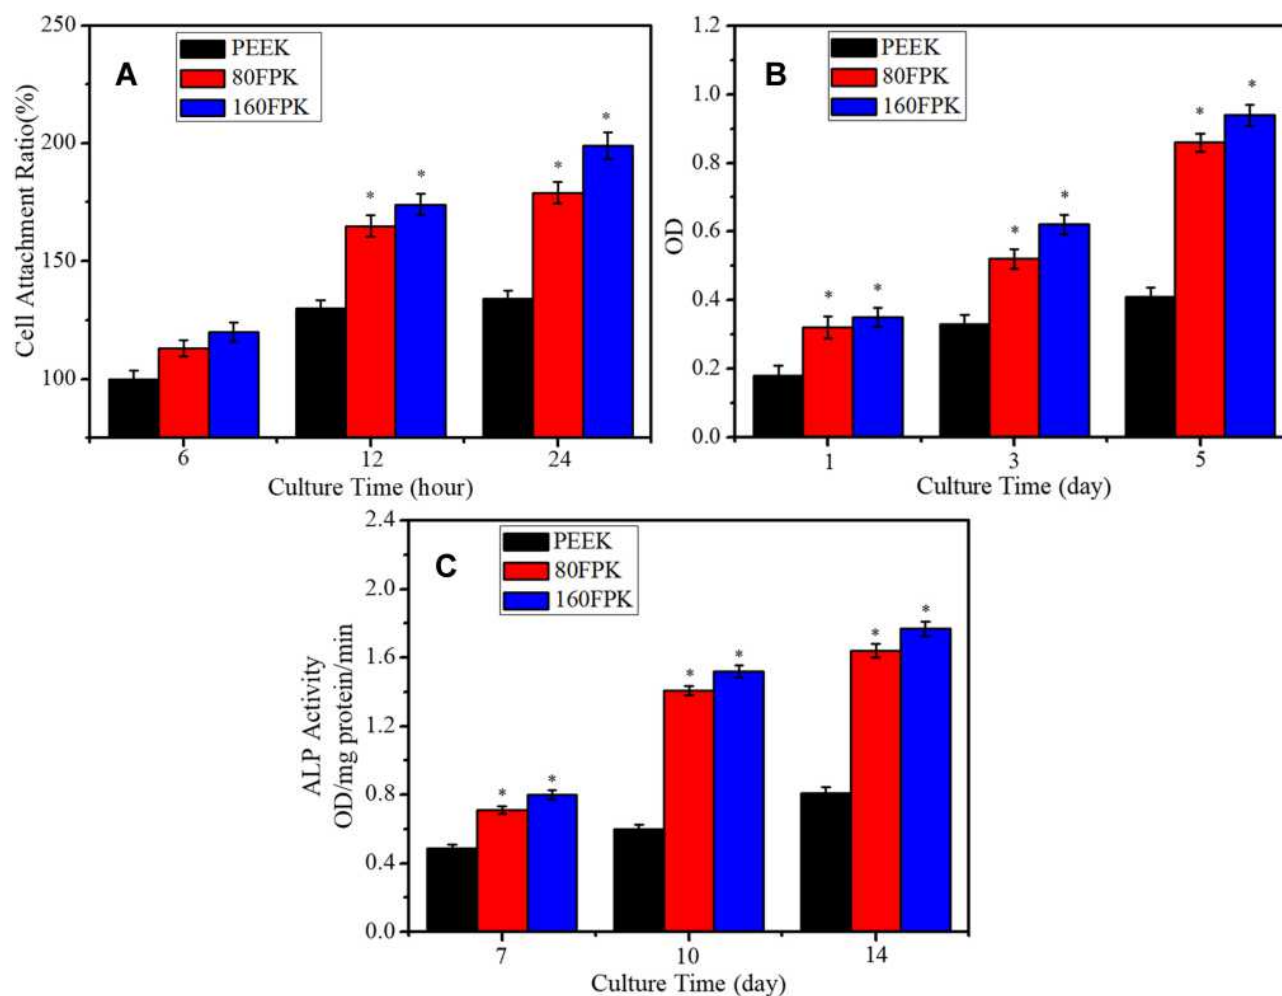 A
PEEK
80FPK
160FPK
Cell Attachment Ratio(%)
250
200
150
100
* * * *
6 12 24
Culture Time (hour)
B
PEEK
80FPK
160FPK
OD
1.2
1.0
0.8
0.6
0.4
0.2
0.0
* * * * * *
1 3 5
Culture Time (day)
C
PEEK
80FPK
160FPK
ALP Activity
OD/mg protein/min
2.4
2.0
1.6
1.2
0.8
0.4
0.0
* * * * * *
7 10 14
Culture Time (day)